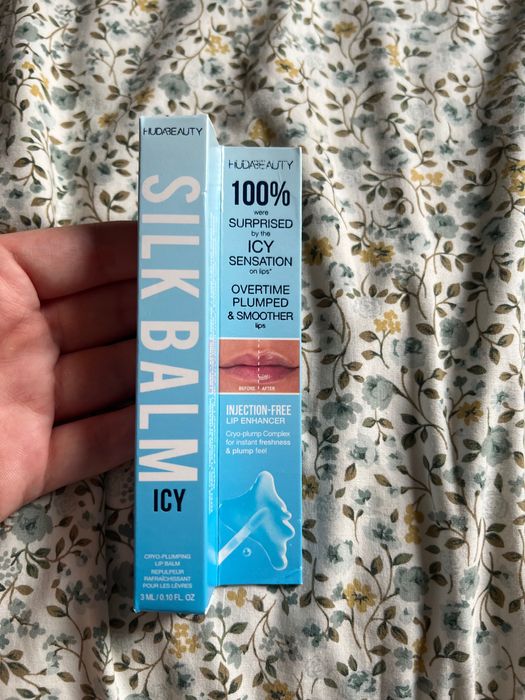 HUDABEAUTY
SILK BALM
ICY
CRYO-PLUMPING
LIP BALM
REPULPEUR
RAFRAÎCHISSANT
POUR LES LÈVRES
3 ML/0.10 FL. OZ
HUDABEAUTY
100%
were
SURPRISED
by the
ICY
SENSATION
on lips*
OVERTIME
PLUMPED
& SMOOTHER
lips
BEFORE AFTER
INJECTION-FREE
LIP ENHANCER
Cryo-plump Complex
for instant freshness
& plump feel